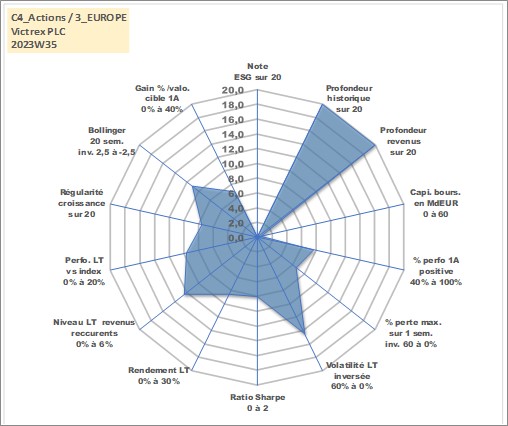 C4_Actions / 3_EUROPE
Victrex PLC
2023W35
Note
ESG sur 20
Profondeur
historique
sur 20
Profondeur
revenus
sur 20
Capi. bours.
en MdEUR
0 à 60
% perfo 1A
positive
40% à 100%
% perte max.
sur 1 sem.
inv. 60 à 0%
Volatilité LT
inversée
60% à 0%
Ratio Sharpe
0 à 2
Rendement LT
0% à 30%
Niveau LT revenus
reccurents
0% à 6%
Perfo. LT
vs index
0% à 20%
Régularité
croissance
sur 20
Bollinger
20 sem.
inv. 2,5 à -2,5
Gain % /valo.
cible 1A
0% à 40%
20,0
18,0
16,0
14,0
12,0
10,0
8,0
6,0
4,0
2,0
0,0